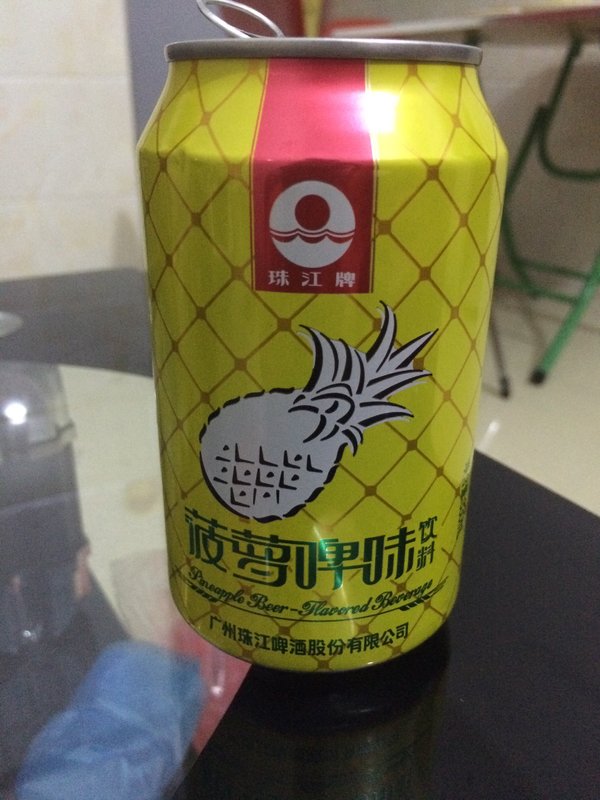 珠江牌
菠萝啤味饮料
Pineapple Beer-Flavored Beverage
广州珠江啤酒股份有限公司